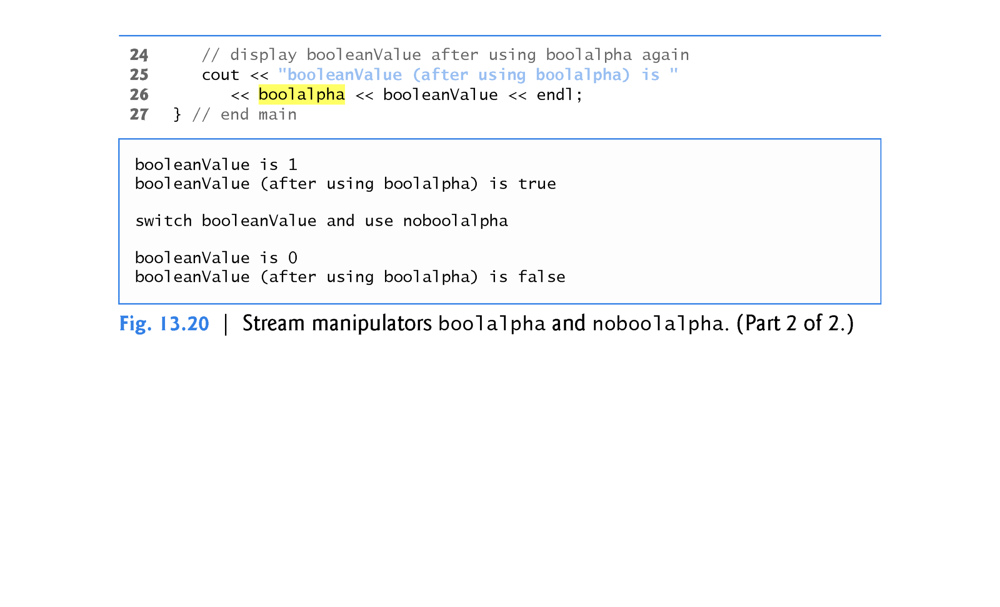 24 // display booleanValue after using boolalpha again
25 cout << "booleanValue (after using boolalpha) is "
26 << boolalpha << booleanValue << endl;
27 } // end main
booleanValue is 1
booleanValue (after using boolalpha) is true
switch booleanValue and use noboolalpha
booleanValue is 0
booleanValue (after using boolalpha) is false
Fig. 13.20 | Stream manipulators boolalpha and noboolalpha. (Part 2 of 2.)